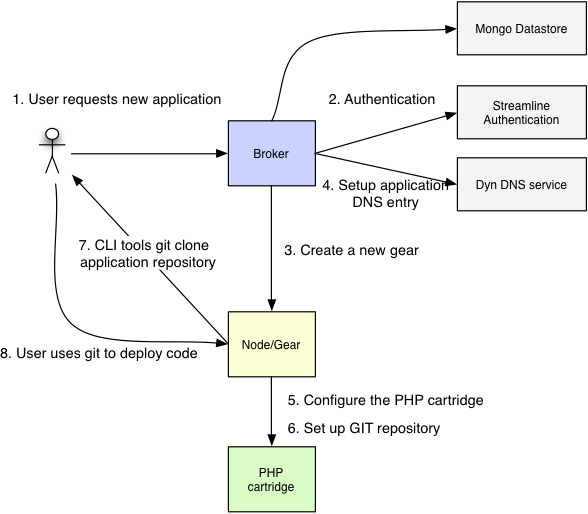 Mongo Datastore
1. User requests new application
2. Authentication
Streamline
Authentication
Broker
4. Setup application
DNS entry
Dyn DNS service
7. CLI tools git clone
application repository
3. Create a new gear
Node/Gear
8. User uses git to deploy code
5. Configure the PHP cartridge
6. Set up GIT repository
PHP
cartridge